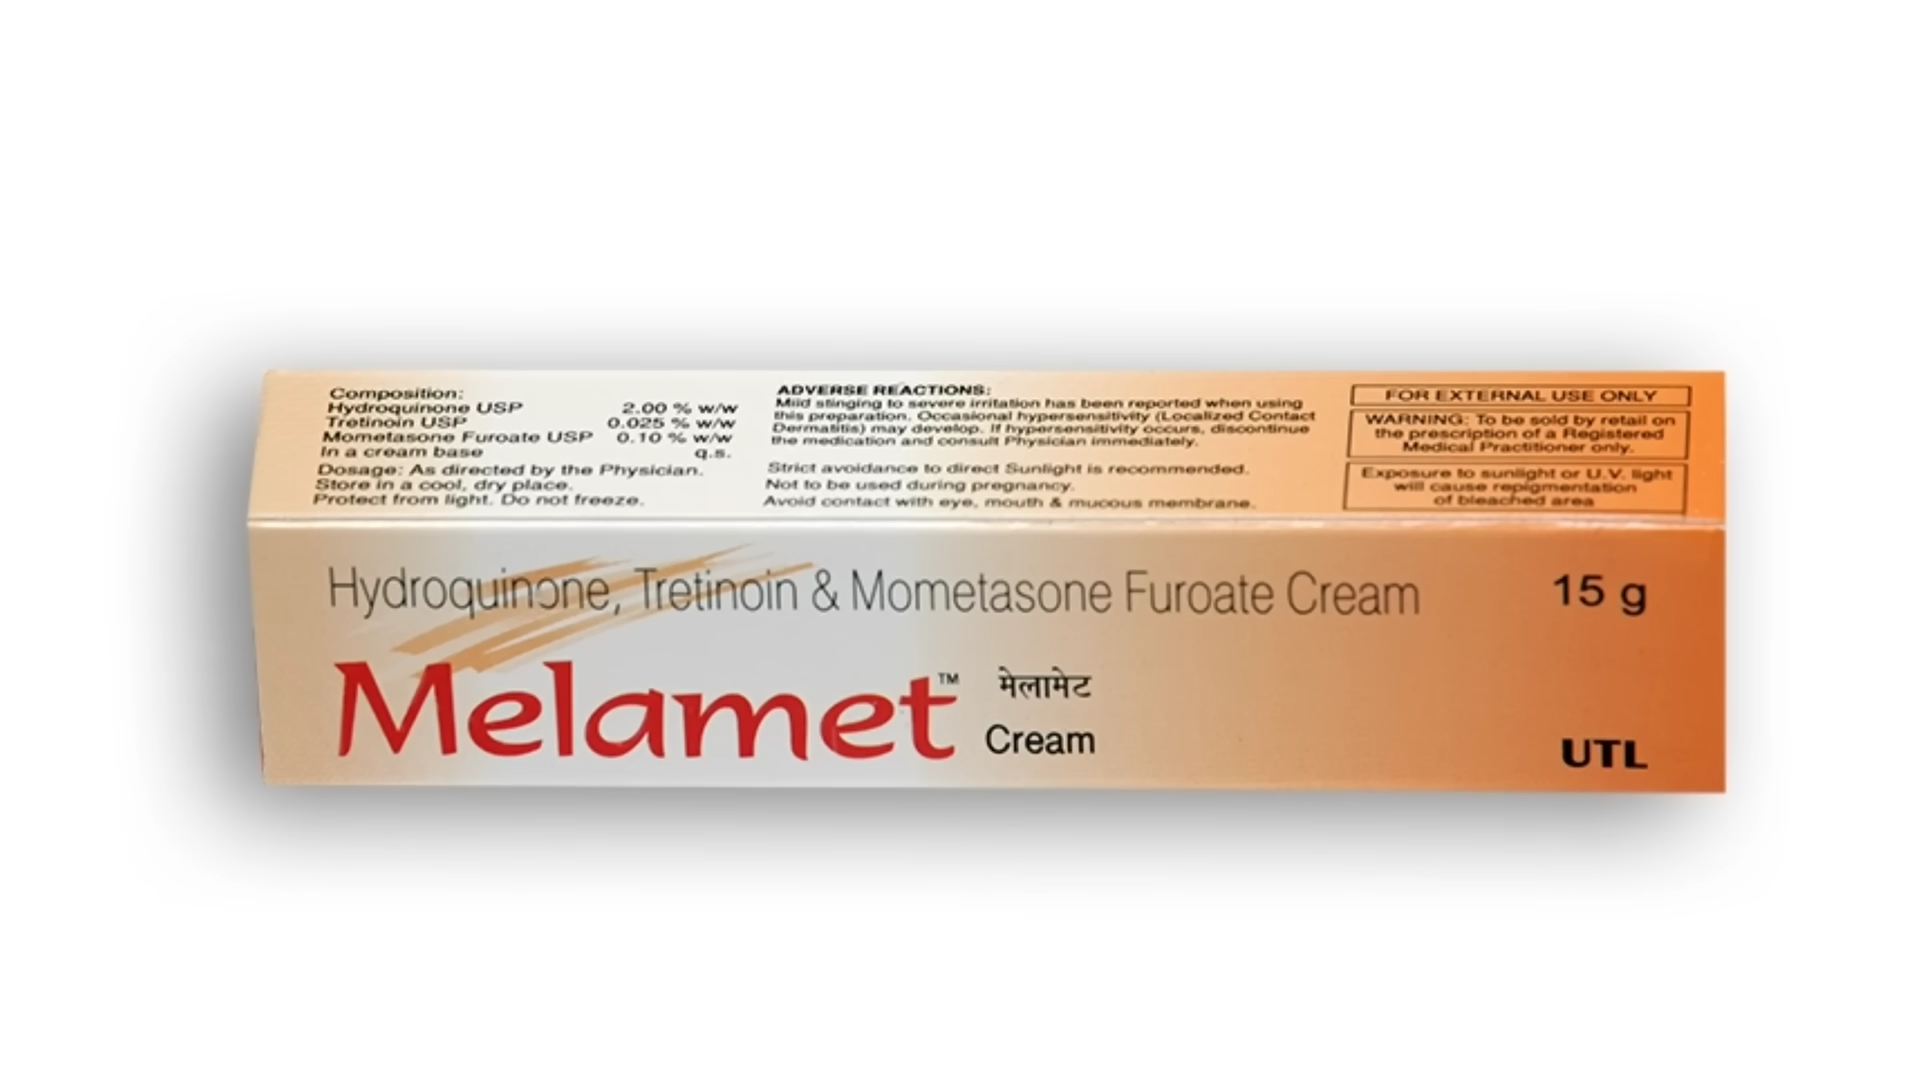 Composition:
Hydroquinone USP 2.00 % w/w
Tretinoin USP 0.025 % w/w
Mometasone Furoate USP 0.10 % w/w
In a cream base q.s.
Dosage: As directed by the Physician.
Store in a cool, dry place.
Protect from light. Do not freeze.
ADVERSE REACTIONS:
Mild stinging to severe irritation has been reported when using
this preparation. Occasional hypersensitivity (Localized Contact
Dermatitis) may develop. If hypersensitivity occurs, discontinue
the medication and consult Physician immediately.
Strict avoidance to direct Sunlight is recommended.
Not to be used during pregnancy.
Avoid contact with eye, mouth & mucous membrane.
FOR EXTERNAL USE ONLY
WARNING: To be sold by retail on
the prescription of a Registered
Medical Practitioner only.
Exposure to sunlight or U.V. light
will cause repigmentation
of bleached area
Hydroquinone, Tretinoin & Mometasone Furoate Cream 15 g
Melamet™ मेलामेट
Cream
UTL